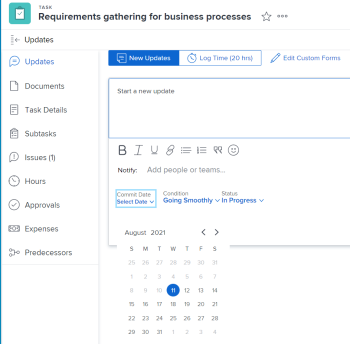 TASK
Requirements gathering for business processes
Updates
Updates
Documents
Task Details
Subtasks
Issues (1)
Hours
Approvals
Expenses
Predecessors
New Updates
Log Time (20 hrs)
Edit Custom Forms
Start a new update
B I U
Notify: Add people or teams...
Commit Date Condition Status
Select Date Going Smoothly In Progress
August 2021
S M T W T F S
25 26 27 28 29 30 31
1 2 3 4 5 6 7
8 9 10 11 12 13 14
15 16 17 18 19 20 21
22 23 24 25 26 27 28
29 30 31 1 2 3 4